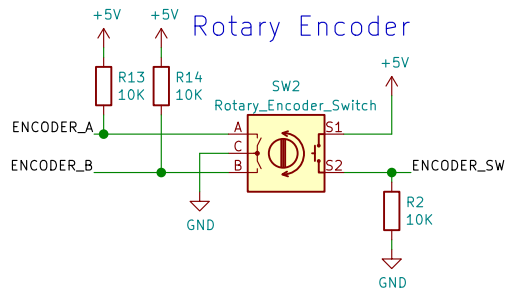 Rotary Encoder
+5V
+5V
+5V
R13
10K
R14
10K
SW2
Rotary_Encoder_Switch
ENCODER_A
A
S1
C
ENCODER_B
B
S2
ENCODER_SW
GND
R2
10K
GND